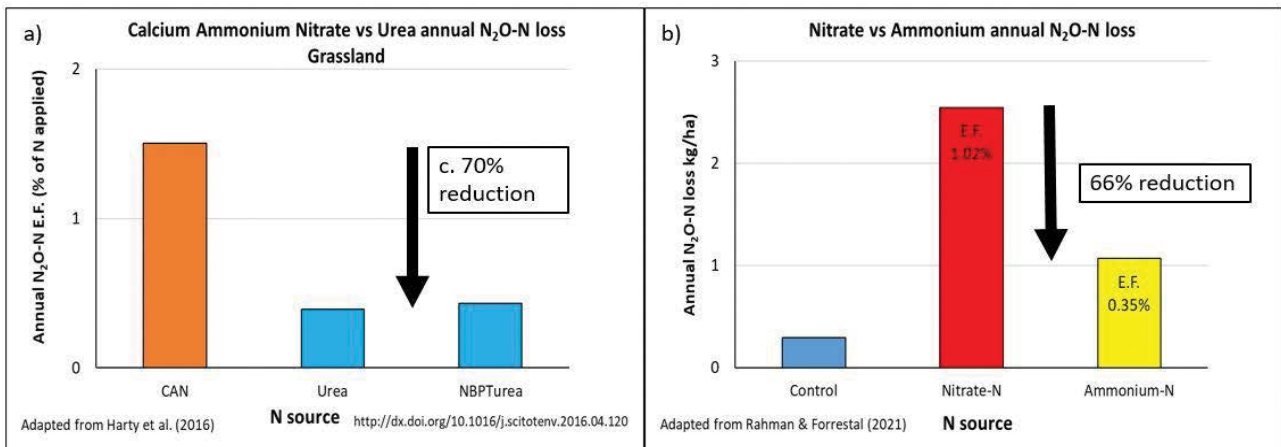 a)
Calcium Ammonium Nitrate vs Urea annual N₂O-N loss
Grassland
Annual N₂O-N E.F. (% of N applied)
2
1
0
c. 70%
reduction
CAN
Urea
NBPTurea
N source
Adapted from Harty et al. (2016)
http://dx.doi.org/10.1016/j.scitotenv.2016.04.120
b)
Nitrate vs Ammonium annual N₂O-N loss
Annual N₂O-N loss kg/ha)
3
2
1
0
E.F.
1.02%
66% reduction
E.F.
0.35%
Control
Nitrate-N
Ammonium-N
Adapted from Rahman & Forrestal (2021)
N source